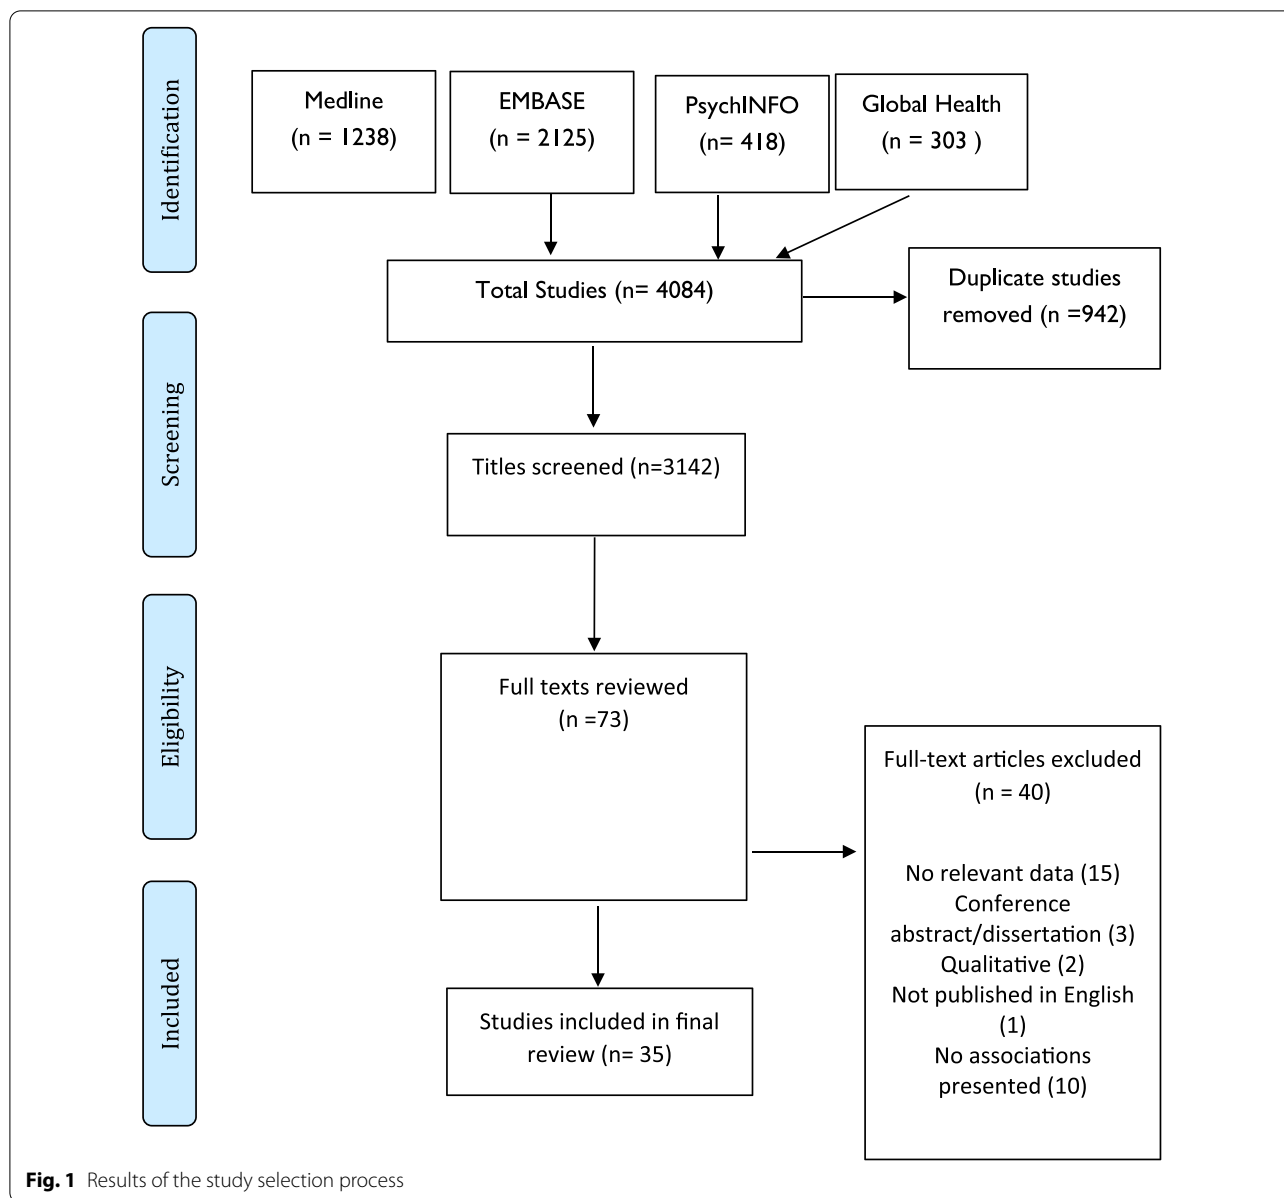 Identification
Medline
(n = 1238)
EMBASE
(n = 2125)
PsychINFO
(n= 418)
Global Health
(n = 303 )
Total Studies (n= 4084)
Duplicate studies
removed (n =942)
Screening
Titles screened (n=3142)
Eligibility
Full texts reviewed
(n =73)
Full-text articles excluded
(n = 40)
No relevant data (15)
Conference
abstract/dissertation (3)
Qualitative (2)
Not published in English
(1)
No associations
presented (10)
Included
Studies included in final
review (n= 35)
Fig. 1 Results of the study selection process